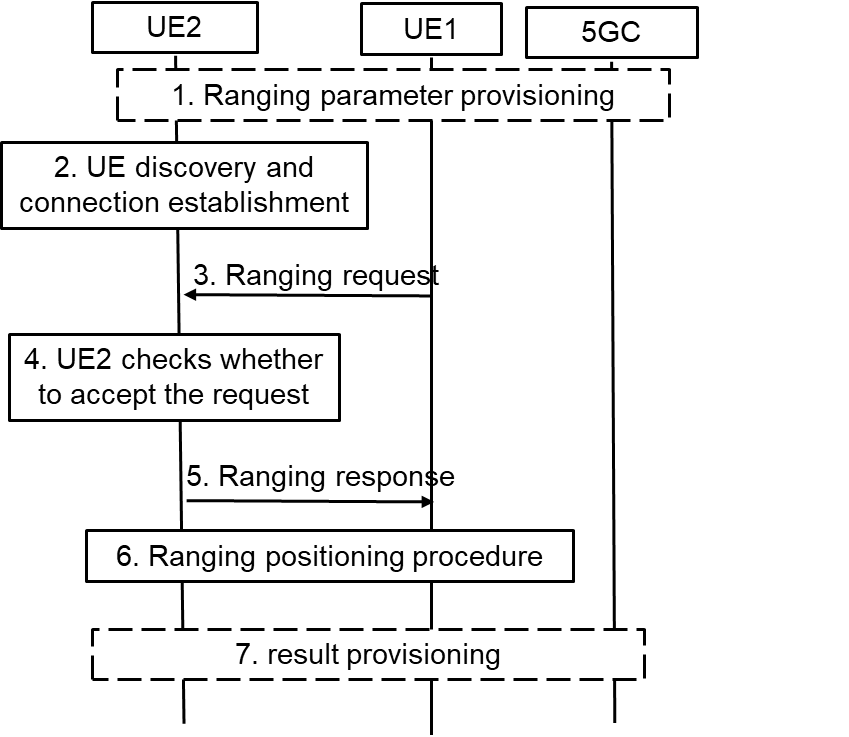 UE2
UE1
5GC
1. Ranging parameter provisioning
2. UE discovery and
connection establishment
3. Ranging request
4. UE2 checks whether
to accept the request
5. Ranging response
6. Ranging positioning procedure
7. result provisioning